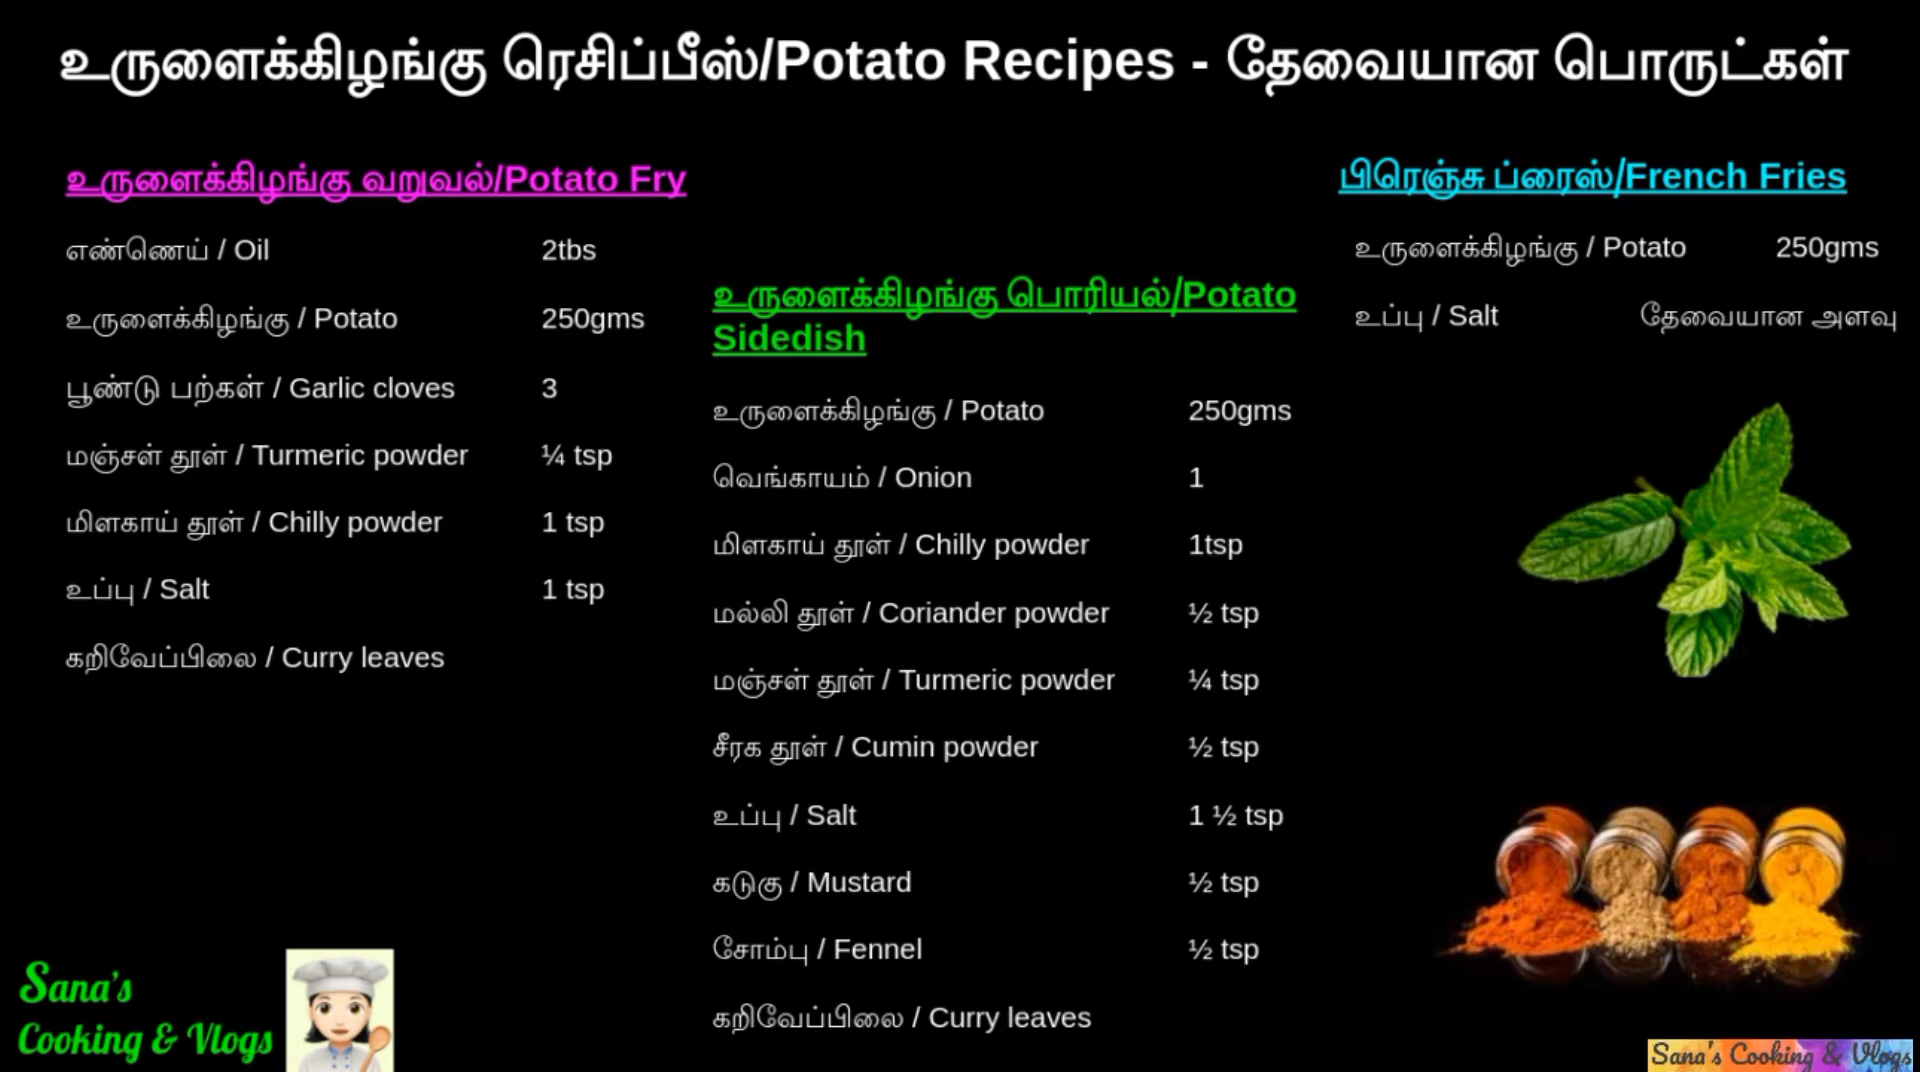 உருளைக்கிழங்கு ரெசிப்பீஸ்/Potato Recipes - தேவையான பொருட்கள்
உருளைக்கிழங்கு வறுவல்/Potato Fry
எண்ணெய் / Oil 2tbs
உருளைக்கிழங்கு / Potato 250gms
பூண்டு பற்கள் / Garlic cloves 3
மஞ்சள் தூள் / Turmeric powder ¼ tsp
மிளகாய் தூள் / Chilly powder 1 tsp
உப்பு / Salt 1 tsp
கறிவேப்பிலை / Curry leaves
உருளைக்கிழங்கு பொரியல்/Potato
Sidedish
உருளைக்கிழங்கு / Potato 250gms
வெங்காயம் / Onion 1
மிளகாய் தூள் / Chilly powder 1tsp
மல்லி தூள் / Coriander powder ½ tsp
மஞ்சள் தூள் / Turmeric powder ¼ tsp
சீரக தூள் / Cumin powder ½ tsp
உப்பு / Salt 1 ½ tsp
கடுகு / Mustard ½ tsp
சோம்பு / Fennel ½ tsp
கறிவேப்பிலை / Curry leaves
பிரெஞ்சு ப்ரைஸ்/French Fries
உருளைக்கிழங்கு / Potato 250gms
உப்பு / Salt தேவையான அளவு
Sana's
Cooking & Vlogs
Sana's Cooking & Vlogs